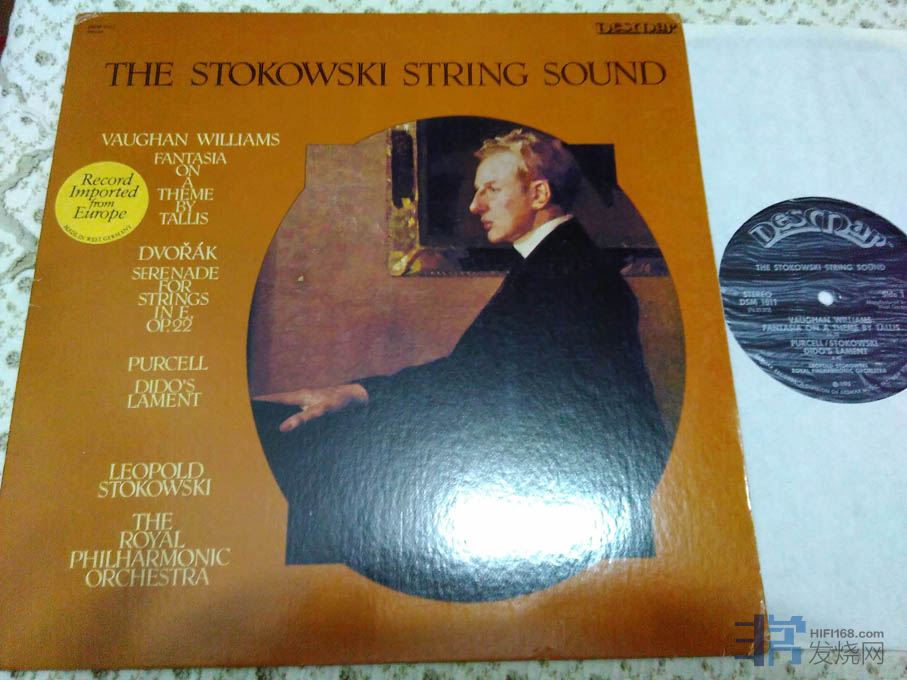 DESMAR
THE STOKOWSKI STRING SOUND
VAUGHAN WILLIAMS
FANTASIA
ON
A
THEME
BY
TALLIS
Record
Imported
from
Europe
MADE IN WEST GERMANY
DVOŘÁK
SERENADE
FOR
STRINGS
IN E,
OP.22
PURCELL
DIDO'S
LAMENT
LEOPOLD
STOKOWSKI
THE
ROYAL
PHILHARMONIC
ORCHESTRA
DESMAR
THE STOKOWSKI STRING SOUND
STEREO
DSM 1011
Side 1
VAUGHAN WILLIAMS
FANTASIA ON A THEME BY TALLIS
PURCELL/STOKOWSKI
DIDO'S LAMENT
LEOPOLD STOKOWSKI
ROYAL PHILHARMONIC ORCHESTRA
HIFI168.com
发烧网